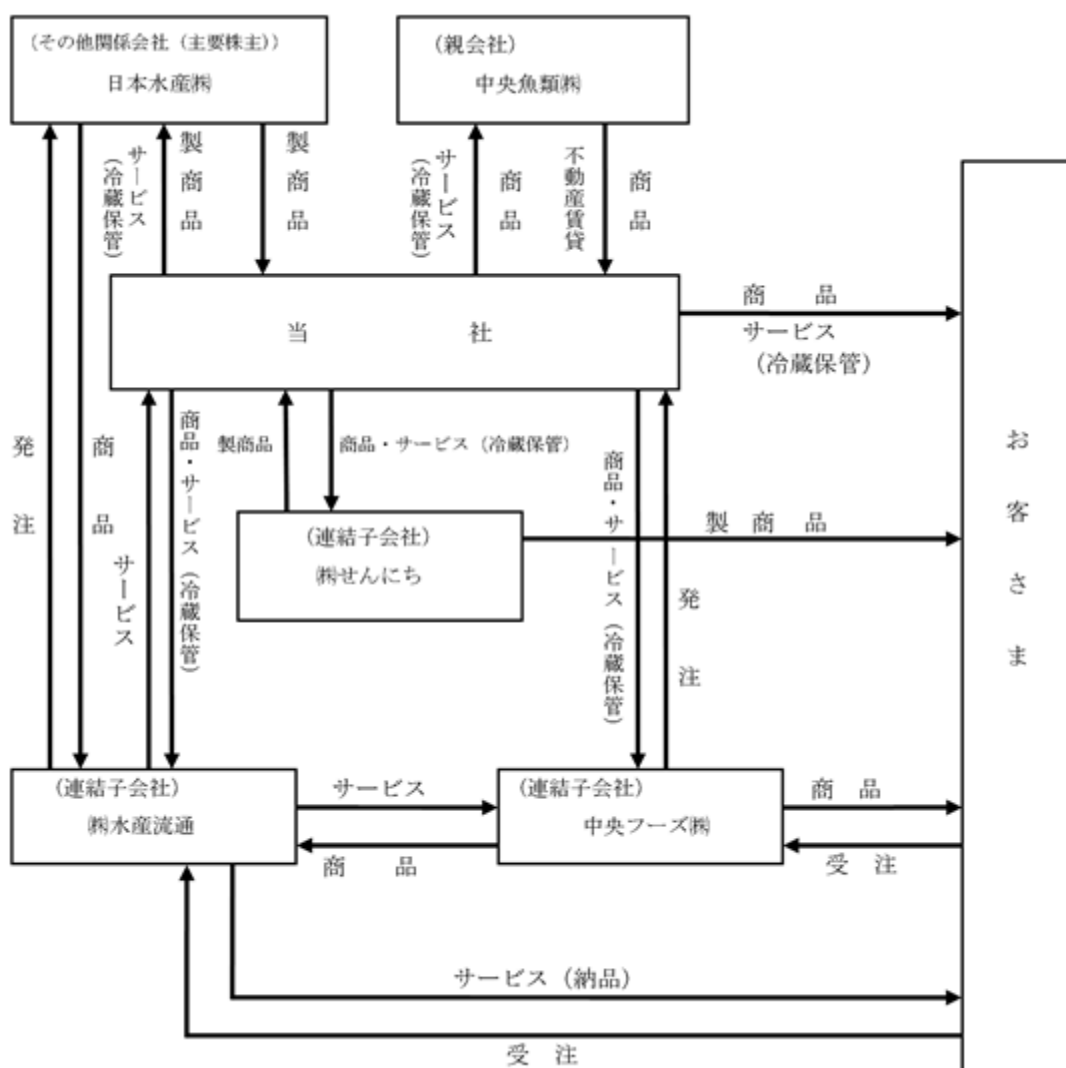 (その他関係会社(主要株主))
日本水産㈱
(親会社)
中央魚類㈱
サービス
(冷蔵保管)
製商品
製商品
サービス
(冷蔵保管)
商品
不動産賃貸
商品
当社
商品
サービス
(冷蔵保管)
発注
商品
サービス
商品・サービス(冷蔵保管)
製商品
商品・サービス(冷蔵保管)
(連結子会社)
㈱せんにち
商品・サービス(冷蔵保管)
発注
製商品
お客さま
(連結子会社)
㈱水産流通
サービス
商品
(連結子会社)
中央フーズ㈱
商品
受注
サービス(納品)
受注